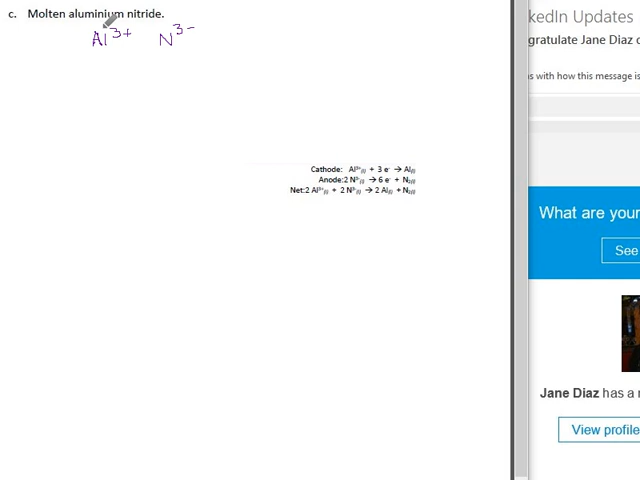 c. Molten aluminium nitride.
Al³⁺ N³⁻
Cathode: Al³⁺₍ₗ₎ + 3 e⁻ → Al₍ₗ₎
Anode:2 N³⁻₍ₗ₎ → 6 e⁻ + N₂₍g₎
Net:2 Al³⁺₍ₗ₎ + 2 N³⁻₍ₗ₎ → 2 Al₍ₗ₎ + N₂₍g₎
kedIn Updates
gratulate Jane Diaz
s with how this message is
What are your
See
Jane Diaz has a
View profile